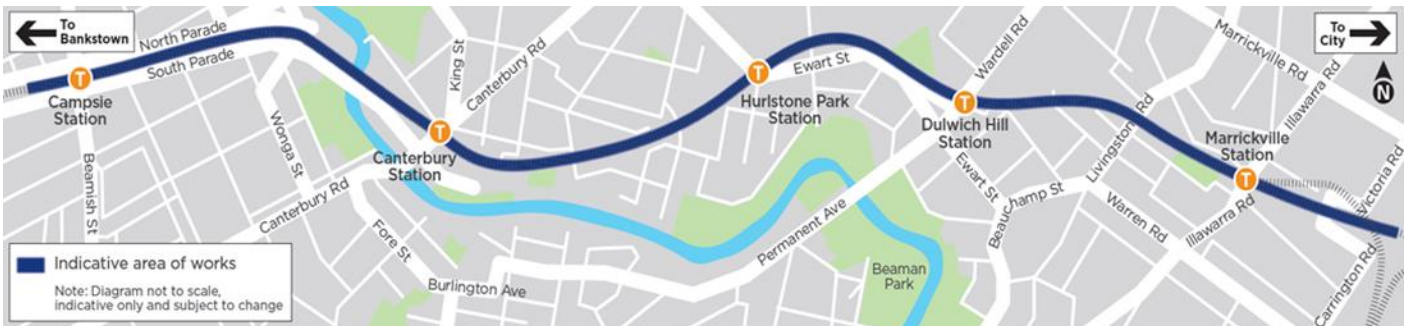 To
Bankstown
North Parade
South Parade
T
Campsie
Station
Beamish St
Wonga St
King St
Canterbury Rd
T
Canterbury
Station
Canterbury Rd
Fore St
Burlington Ave
T
Hurlstone Park
Station
Ewart St
Wardell Rd
T
Dulwich Hill
Station
Ewart St
Permanent Ave
Beaman
Park
Beauchamp St
Livingstone Rd
Warren Rd
Marrickville Rd
Illawarra Rd
Marrickville
Station
T
Illawarra Rd
Victoria Rd
Carrington Rd
To
City
N
Indicative area of works
Note: Diagram not to scale,
indicative only and subject to change